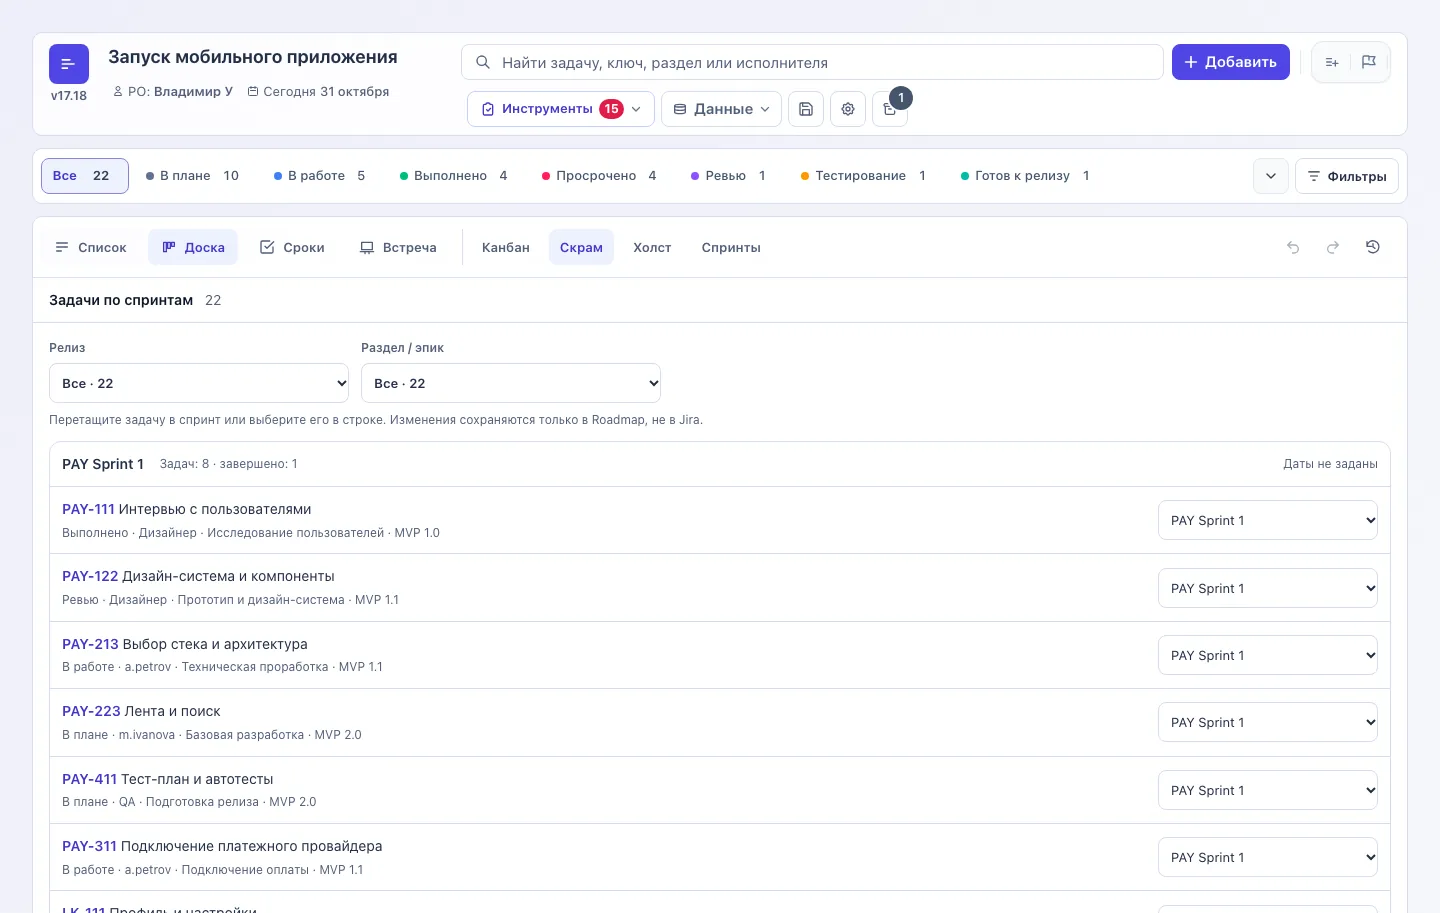 Запуск мобильного приложения
v17.18
PO: Владимир У
Сегодня 31 октября
Найти задачу, ключ, раздел или исполнителя
Добавить
Инструменты 15
Данные
1
Все 22
В плане 10
В работе 5
Выполнено 4
Просрочено 4
Ревью 1
Тестирование 1
Готов к релизу 1
Фильтры
Список
Доска
Сроки
Встреча
Канбан
Скрам
Холст
Спринты
Задачи по спринтам 22
Релиз
Раздел / эпик
Все · 22
Все · 22
Перетащите задачу в спринт или выберите его в строке. Изменения сохраняются только в Roadmap, не в Jira.
PAY Sprint 1 Задач: 8 · завершено: 1
Даты не заданы
PAY-111 Интервью с пользователями
Выполнено · Дизайнер · Исследование пользователей · MVP 1.0
PAY Sprint 1
PAY-122 Дизайн-система и компоненты
Ревью · Дизайнер · Прототип и дизайн-система · MVP 1.1
PAY Sprint 1
PAY-213 Выбор стека и архитектура
В работе · a.petrov · Техническая проработка · MVP 1.1
PAY Sprint 1
PAY-223 Лента и поиск
В плане · m.ivanova · Базовая разработка · MVP 2.0
PAY Sprint 1
PAY-411 Тест-план и автотесты
В плане · QA · Подготовка релиза · MVP 2.0
PAY Sprint 1
PAY-311 Подключение платежного провайдера
В работе · a.petrov · Подключение оплаты · MVP 1.1
PAY Sprint 1
LK-111 Профиль и настройки